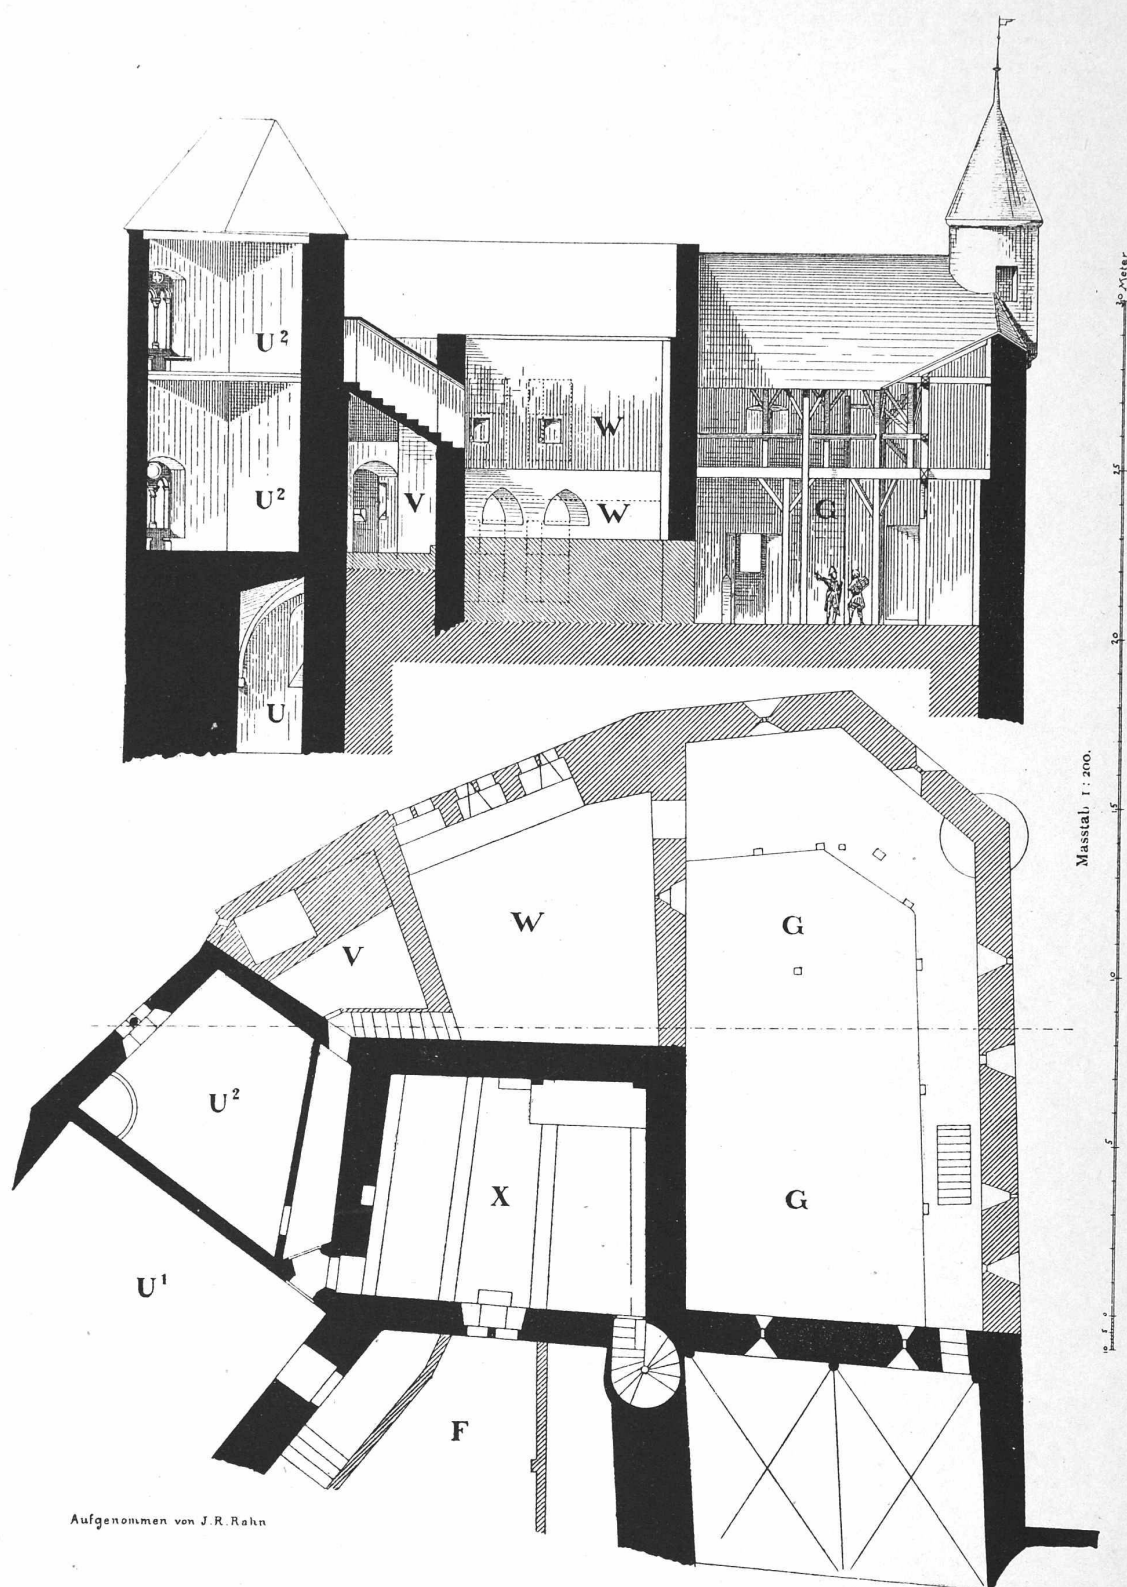 U²
U²
V
W
W
G
U
30 Meter
25
20
15
10
5
0
5
10
Masstab, 1 : 200.
W
G
V
U²
X
G
U¹
F
Aufgenommen von J.R.Rahn